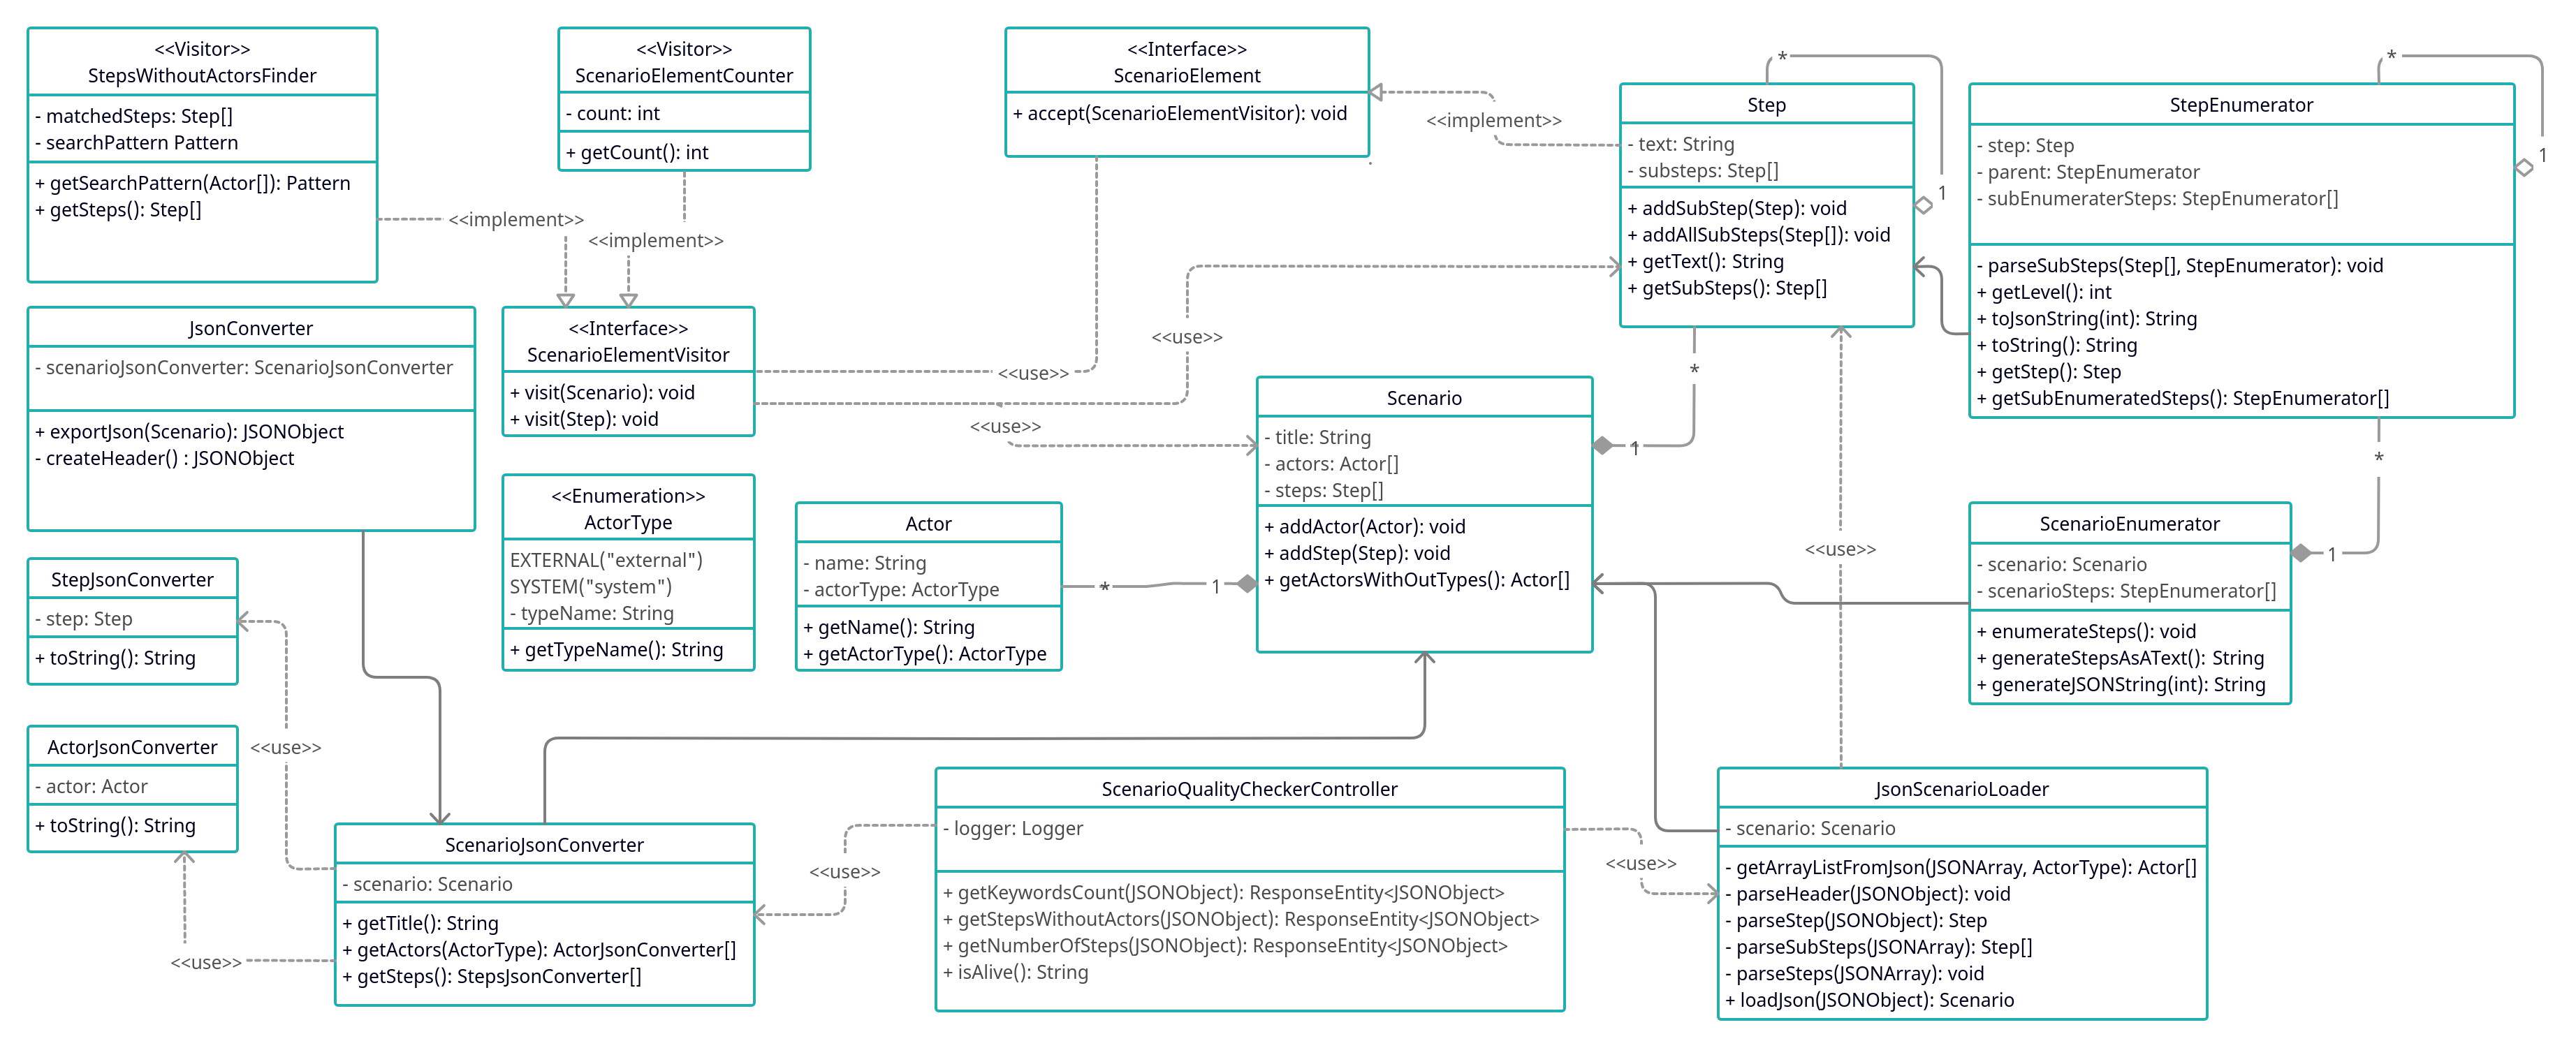 <<Visitor>>
StepsWithoutActorsFinder
- matchedSteps: Step[]
- searchPattern Pattern
+ getSearchPattern(Actor[]): Pattern
+ getSteps(): Step[]
<<Visitor>>
ScenarioElementCounter
- count: int
+ getCount(): int
<<Interface>>
ScenarioElement
+ accept(ScenarioElementVisitor): void
<<implement>>
*
1
Step
- text: String
- substeps: Step[]
+ addSubStep(Step): void
+ addAllSubSteps(Step[]): void
+ getText(): String
+ getSubSteps(): Step[]
*
1
StepEnumerator
- step: Step
- parent: StepEnumerator
- subEnumeraterSteps: StepEnumerator[]
- parseSubSteps(Step[], StepEnumerator): void
+ getLevel(): int
+ toJsonString(int): String
+ toString(): String
+ getStep(): Step
+ getSubEnumeratedSteps(): StepEnumerator[]
<<implement>>
<<implement>>
JsonConverter
- scenarioJsonConverter: ScenarioJsonConverter
+ exportJson(Scenario): JSONObject
- createHeader() : JSONObject
<<Interface>>
ScenarioElementVisitor
+ visit(Scenario): void
+ visit(Step): void
<<use>>
<<use>>
<<use>>
Scenario
- title: String
- actors: Actor[]
- steps: Step[]
+ addActor(Actor): void
+ addStep(Step): void
+ getActorsWithOutTypes(): Actor[]
*
1
<<Enumeration>>
ActorType
EXTERNAL("external")
SYSTEM("system")
- typeName: String
+ getTypeName(): String
Actor
- name: String
- actorType: ActorType
+ getName(): String
+ getActorType(): ActorType
*
1
<<use>>
*
1
ScenarioEnumerator
- scenario: Scenario
- scenarioSteps: StepEnumerator[]
+ enumerateSteps(): void
+ generateStepsAsAText(): String
+ generateJSONString(int): String
StepJsonConverter
- step: Step
+ toString(): String
<<use>>
ActorJsonConverter
- actor: Actor
+ toString(): String
<<use>>
ScenarioJsonConverter
- scenario: Scenario
+ getTitle(): String
+ getActors(ActorType): ActorJsonConverter[]
+ getSteps(): StepsJsonConverter[]
<<use>>
ScenarioQualityCheckerController
- logger: Logger
+ getKeywordsCount(JSONObject): ResponseEntity<JSONObject>
+ getStepsWithoutActors(JSONObject): ResponseEntity<JSONObject>
+ getNumberOfSteps(JSONObject): ResponseEntity<JSONObject>
+ isAlive(): String
<<use>>
JsonScenarioLoader
- scenario: Scenario
- getArrayListFromJson(JSONArray, ActorType): Actor[]
- parseHeader(JSONObject): void
- parseStep(JSONObject): Step
- parseSubSteps(JSONArray): Step[]
- parseSteps(JSONArray): void
+ loadJson(JSONObject): Scenario